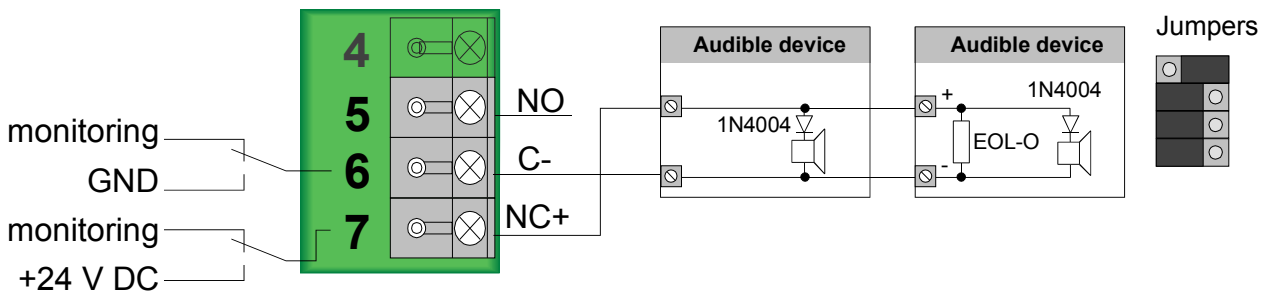 monitoring
GND
monitoring
+24 V DC
4
5
6
7
NO
C-
NC+
Audible device
1N4004
Audible device
+
1N4004
EOL-O
-
Jumpers